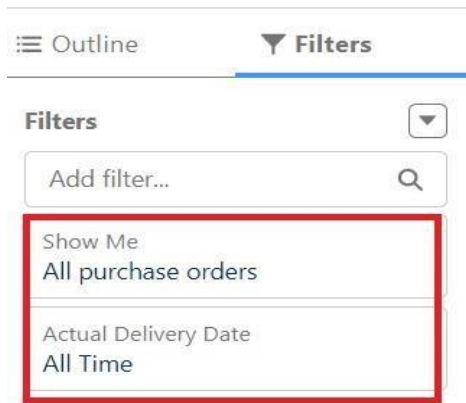 Outline
Filters
Filters
Add filter...
Show Me
All purchase orders
Actual Delivery Date
All Time